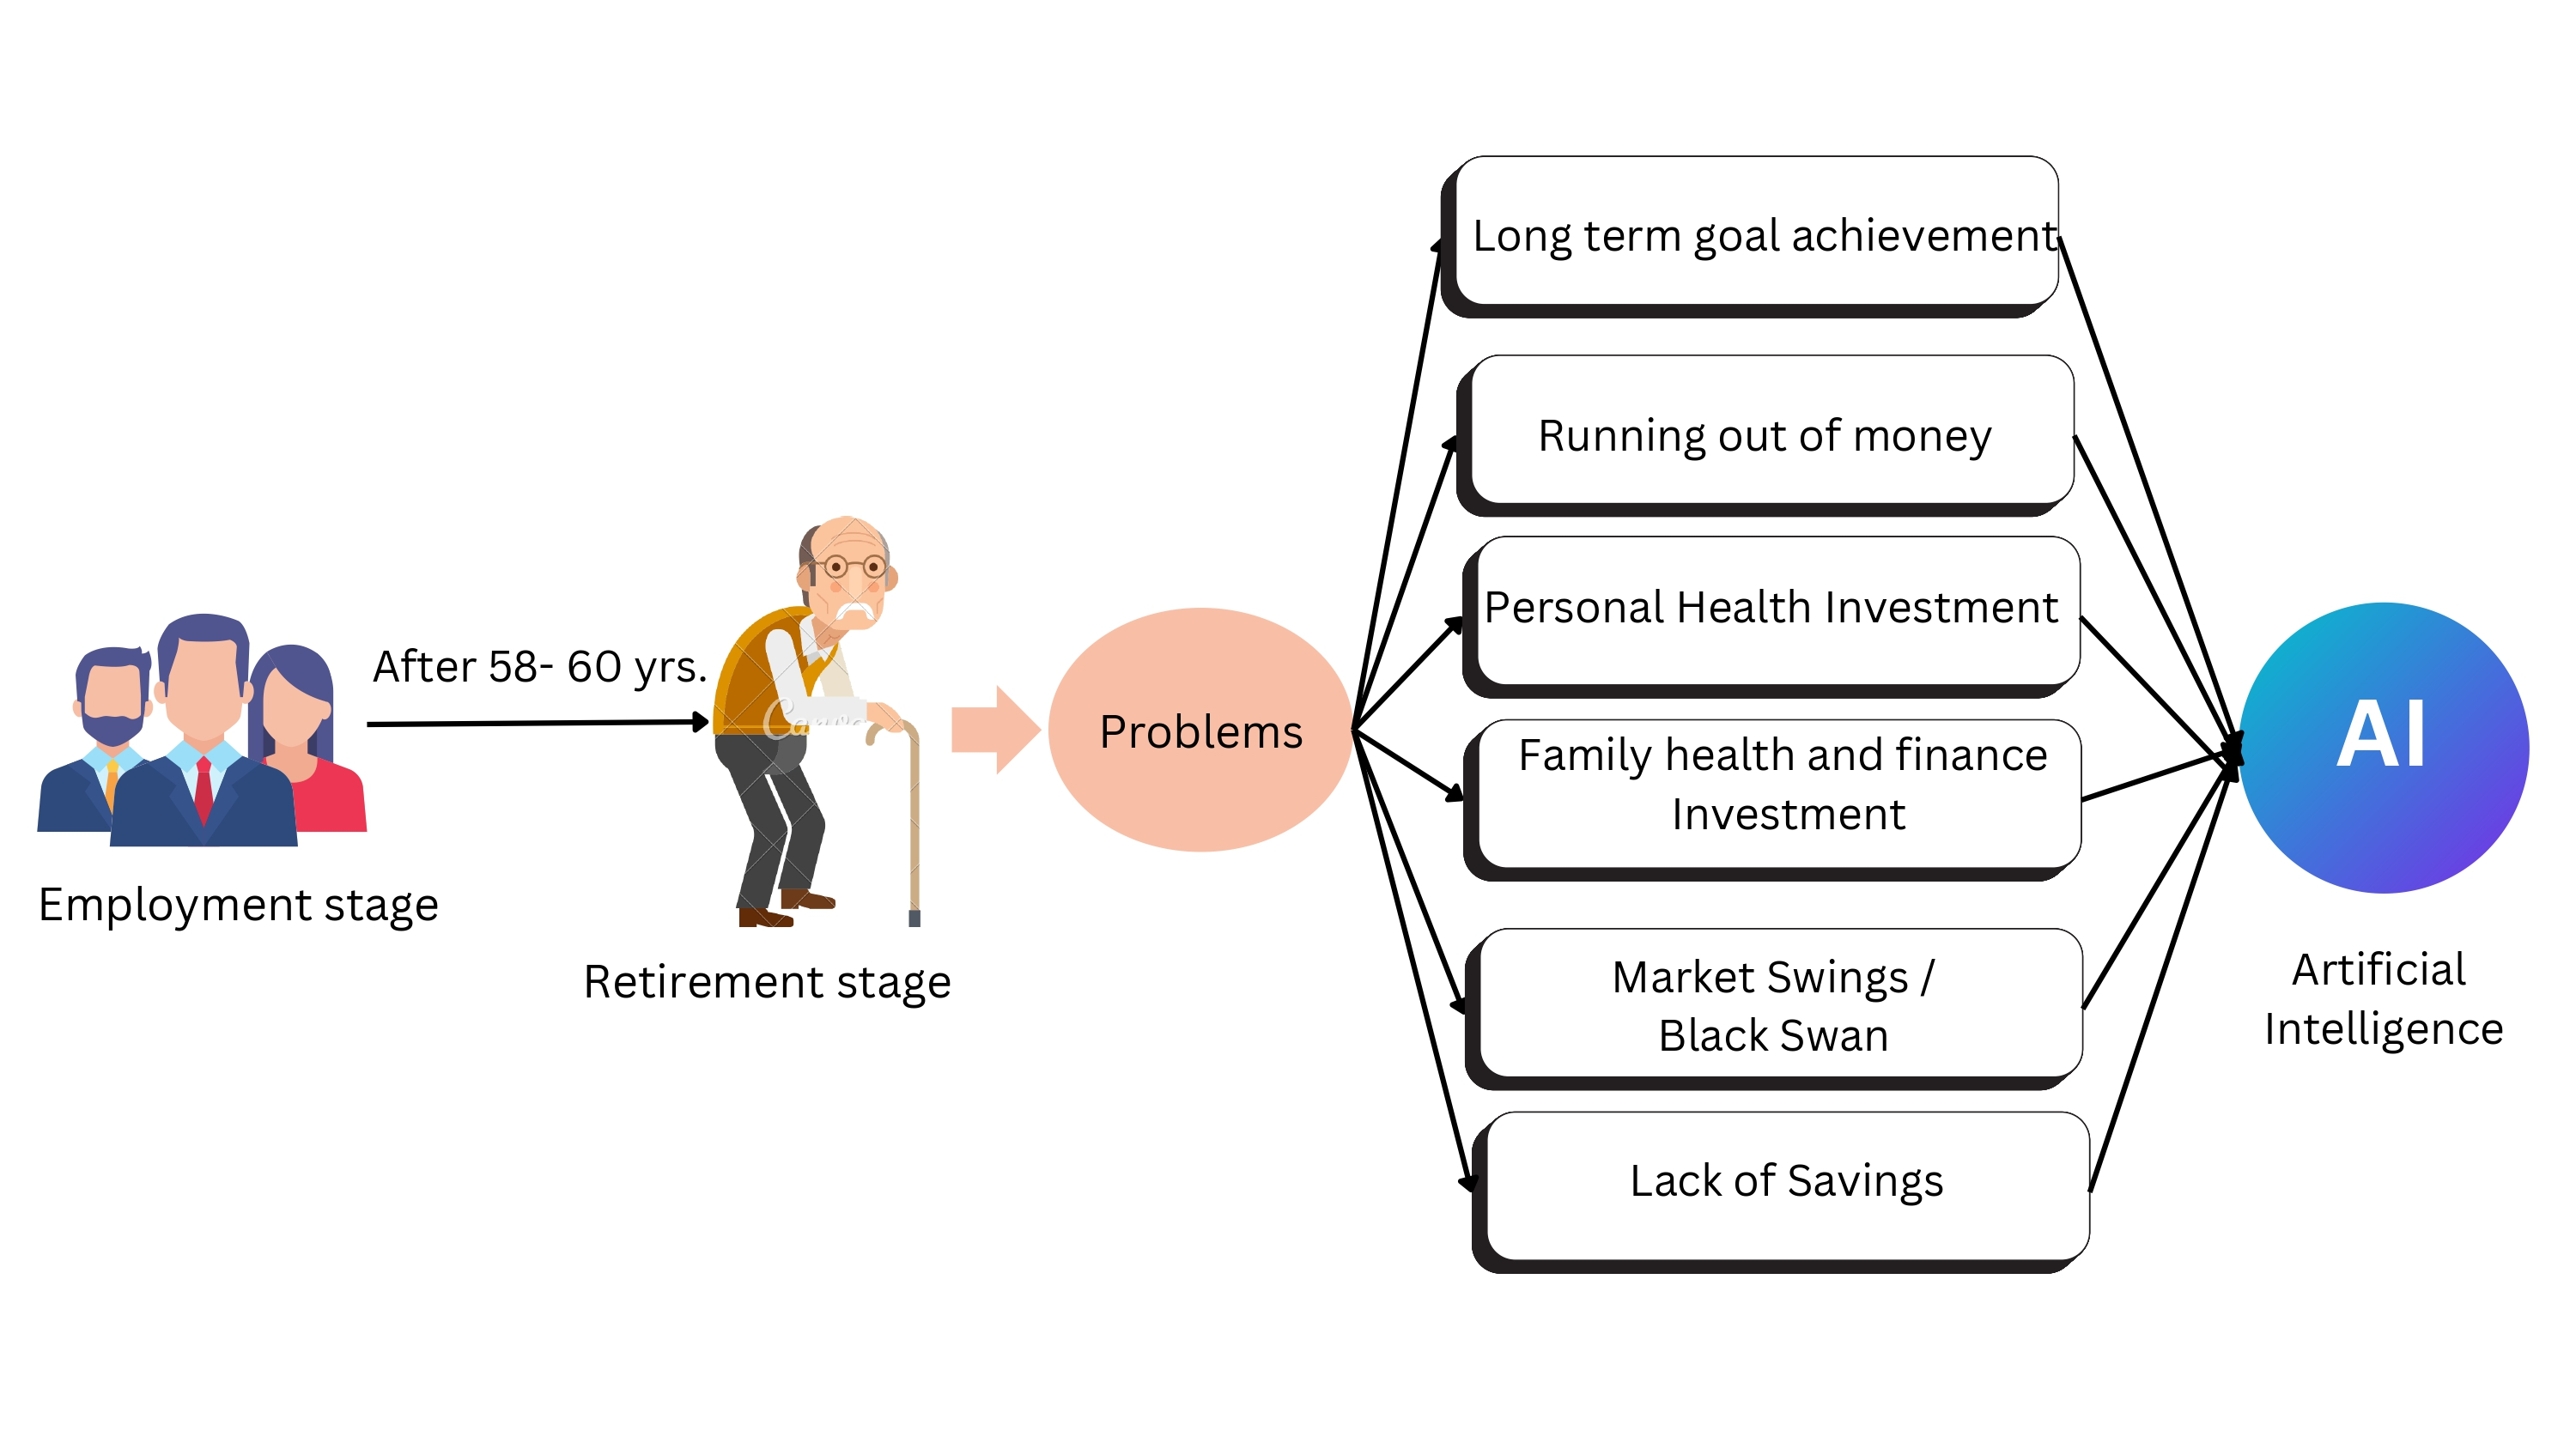 Long term goal achievement
Running out of money
Personal Health Investment
After 58- 60 yrs.
Canva
Problems
Family health and finance
Investment
AI
Employment stage
Retirement stage
Market Swings /
Black Swan
Artificial
Intelligence
Lack of Savings